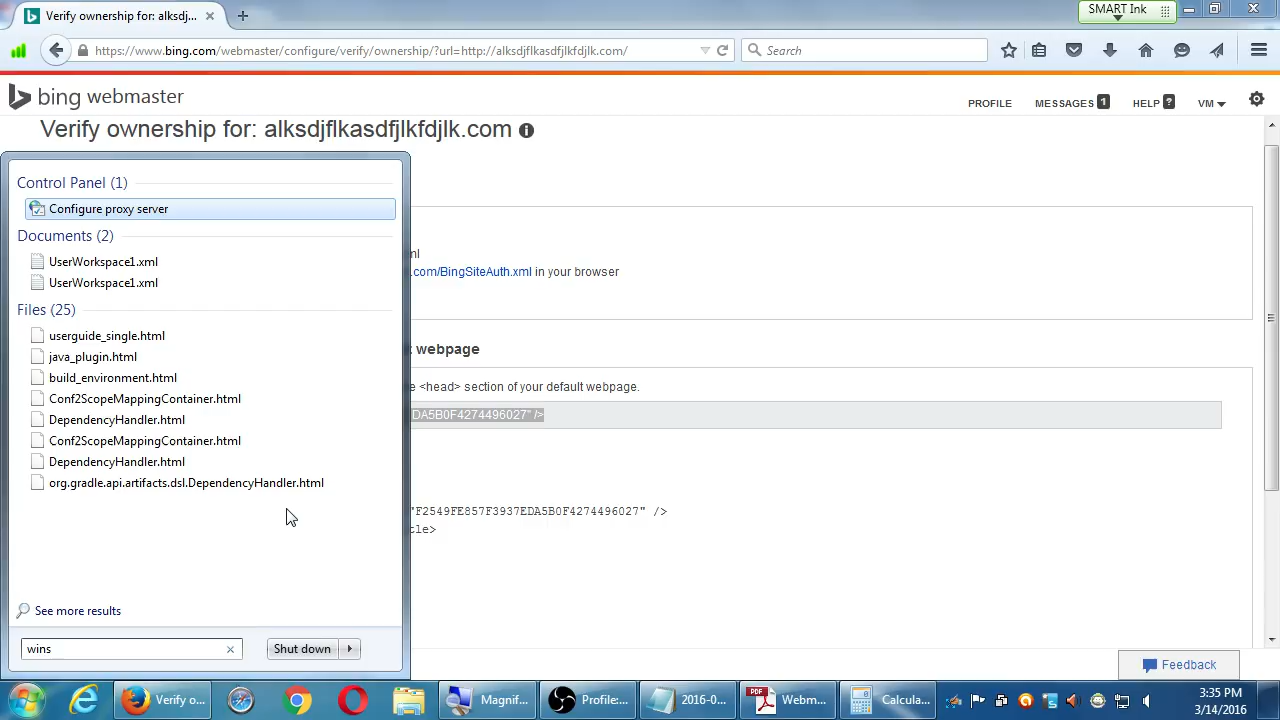 Verify ownership for: alksdj...
SMART Ink
https://www.bing.com/webmaster/configure/verify/ownership/?url=http://alksdjflkasdfjlkfdjlk.com/
Search
bing webmaster
PROFILE
MESSAGES 1
HELP ?
VM
Verify ownership for: alksdjflkasdfjlkfdjlk.com
Control Panel (1)
Configure proxy server
Documents (2)
UserWorkspace1.xml
UserWorkspace1.xml
Files (25)
userguide_single.html
java_plugin.html
build_environment.html
Conf2ScopeMappingContainer.html
DependencyHandler.html
Conf2ScopeMappingContainer.html
DependencyHandler.html
org.gradle.api.artifacts.dsl.DependencyHandler.html
See more results
wins
Shut down
ml
.com/BingSiteAuth.xml in your browser
webpage
e <head> section of your default webpage.
DA5B0F4274496027" />
"F2549FE857F3937EDA5B0F4274496027" />
tle>
Feedback
Verify o...
Magnif...
Profile:...
2016-0...
PDF
Webm...
Calcula...
3:35 PM
3/14/2016